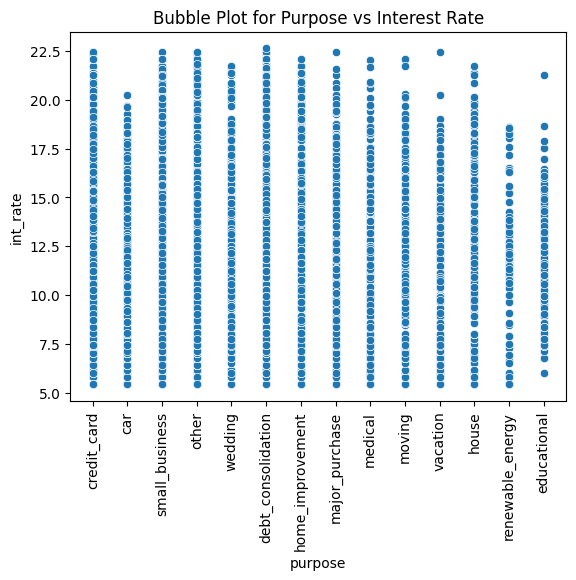 Bubble Plot for Purpose vs Interest Rate
int_rate
22.5
20.0
17.5
15.0
12.5
10.0
7.5
5.0
credit_card
car
small_business
other
wedding
debt_consolidation
home_improvement
major_purchase
medical
moving
vacation
house
renewable_energy
educational
purpose